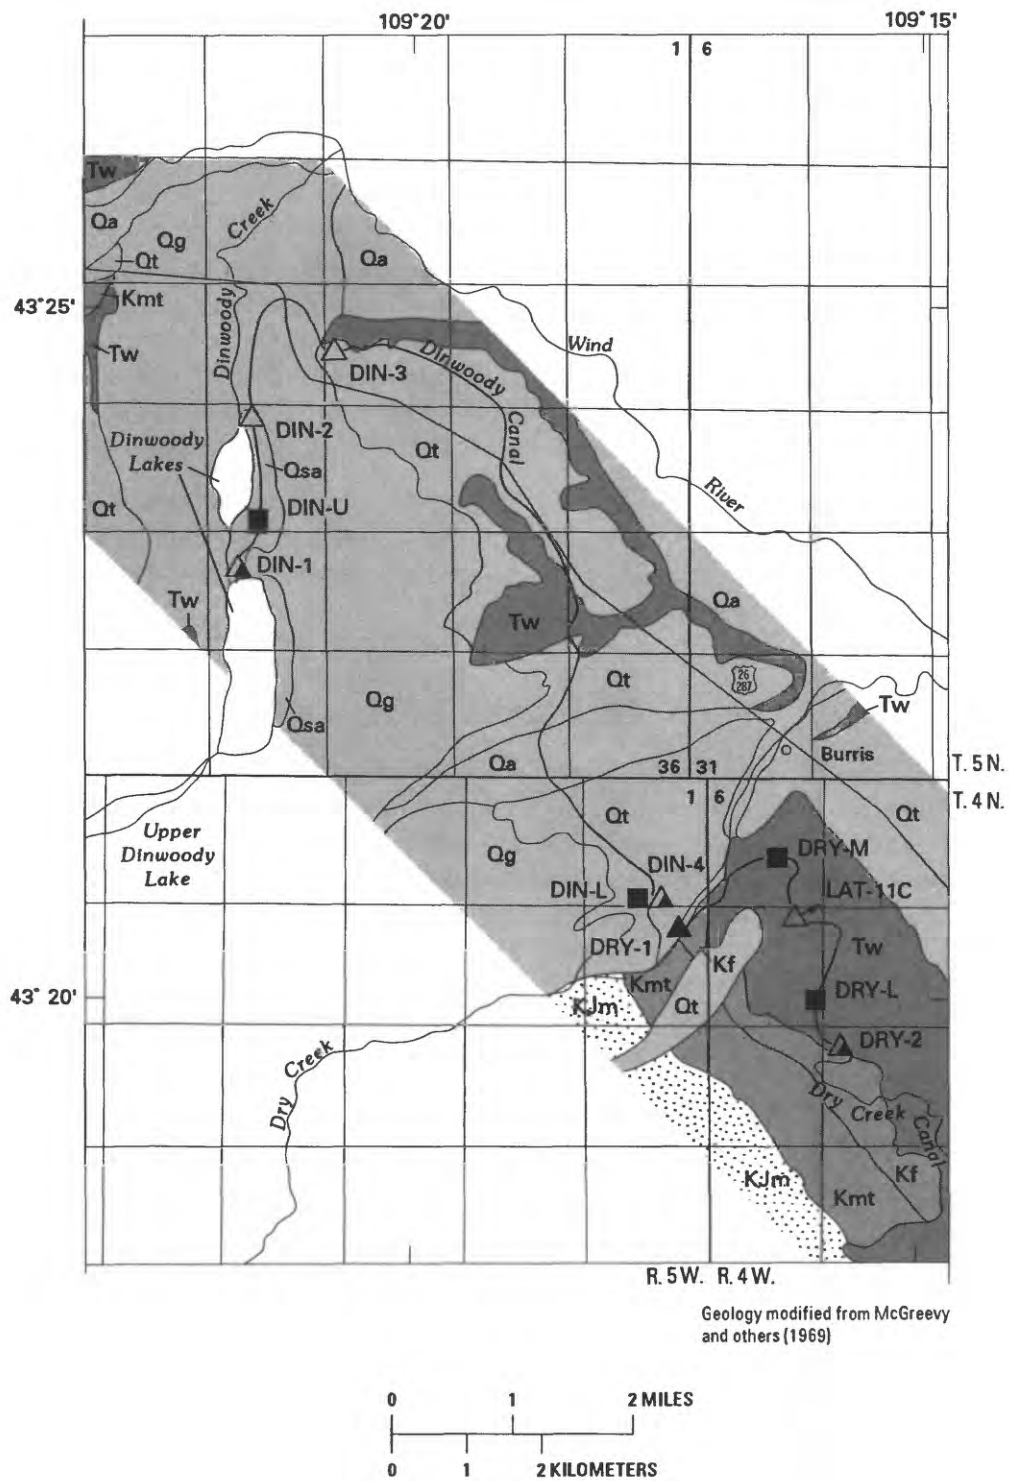 109° 20'
109° 15'
1 6
Tw
Qa
Creek
Qg
Qt
Qa
43° 25'
Kmt
Dinwoody
Wind
Tw
DIN-3
Dinwoody
Canal
DIN-2
Dinwoody
Lakes
Qt
Qsa
River
Qt
DIN-U
DIN-1
Tw
Qa
Tw
Qt
26
287
Qg
Tw
Qsa
Qa
36 31
Burris
T. 5 N.
1 6
T. 4 N.
Qt
Qt
Upper
Dinwoody
Lake
Qg
DIN-4
DRY-M
DIN-L
LAT-11C
DRY-1
Tw
Kf
Kmt
DRY-L
43° 20'
KJm
Qt
DRY-2
Dry Creek
Dry Creek Canal
KJm
Kf
Kmt
R. 5 W. R. 4 W.
Geology modified from McGreevy
and others (1969)
0 1 2 MILES
0 1 2 KILOMETERS